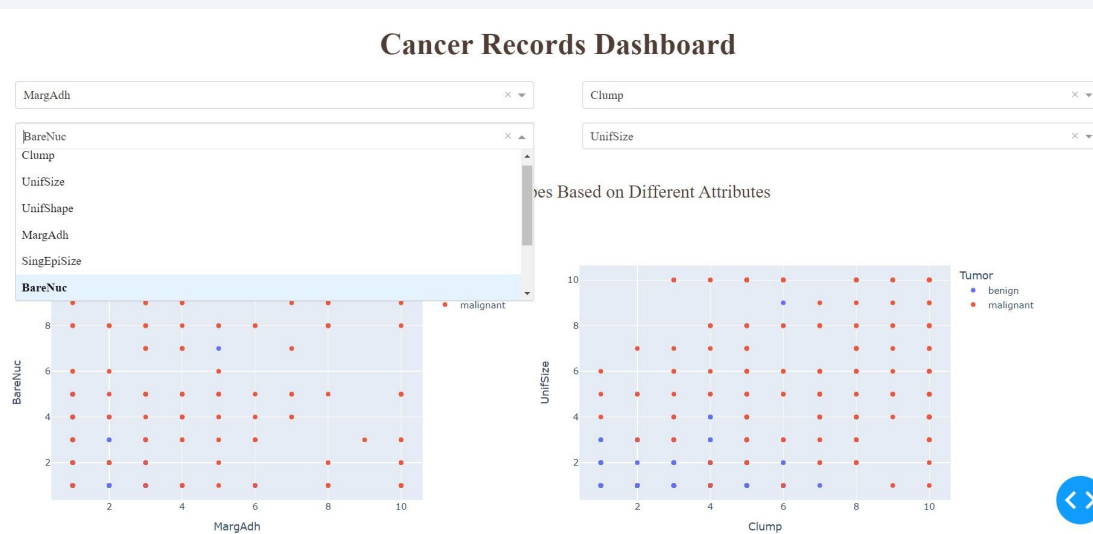 Cancer Records Dashboard
MargAdh
Clump
BareNuc
UnifSize
Clump
UnifSize
UnifShape
MargAdh
SingEpiSize
BareNuc
Based on Different Attributes
malignant
8
6
4
2
BareNuc
2
4
6
8
10
MargAdh
10
8
6
4
2
UnifSize
2
4
6
8
10
Clump
Tumor
benign
malignant